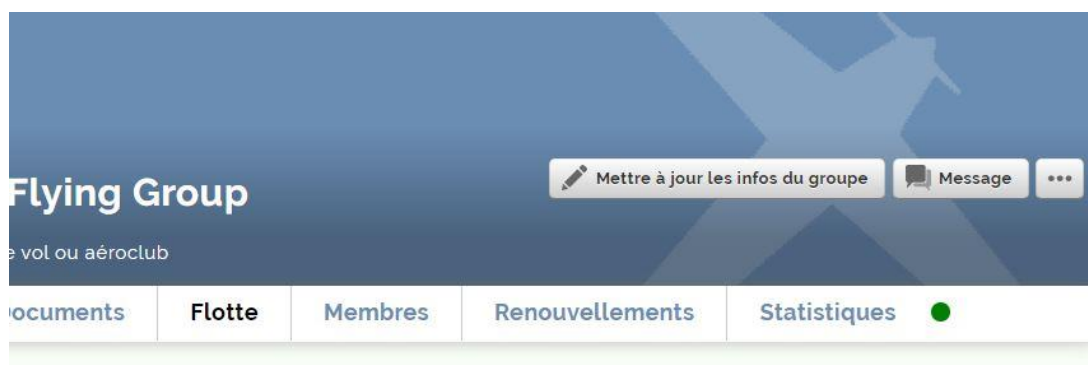 Mettre à jour les infos du groupe Message
Flying Group
vol ou aéroclub
Flotte Membres Renouvellements Statistiques